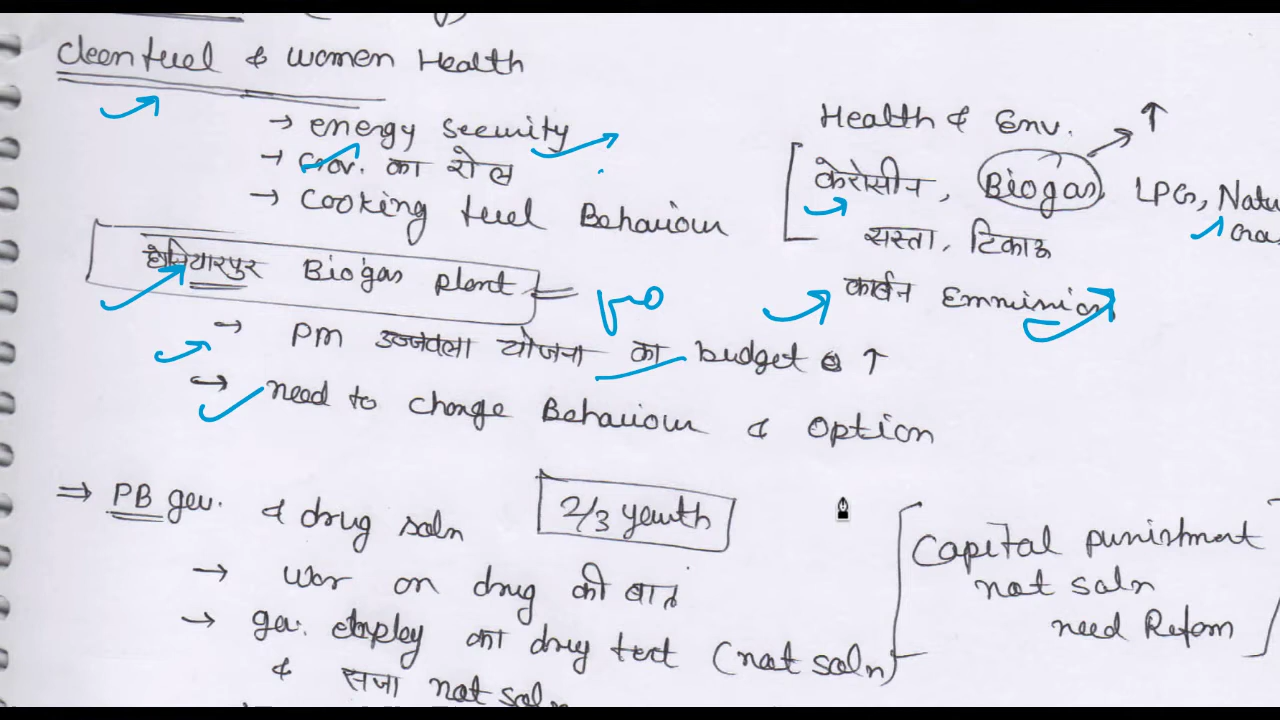 Clean fuel & women Health
→ energy security
→ Gov. का रोल
→ Cooking fuel Behaviour
Health & Env. ↑
केरोसीन, Biogas, LPG, Natu
सस्ता, टिकाऊ
Gas
कार्बन Emmision
होशियारपुर Biogas plant
→ PM उज्जवला योजना का budget ↑
→ need to change Behaviour & Option
⇒ PB gov. & drug soln
2/3 youth
→ war on drug की बात
→ gov. employ का drug test (not soln)
& सजा not soln
Capital punishment
not soln
need Reform